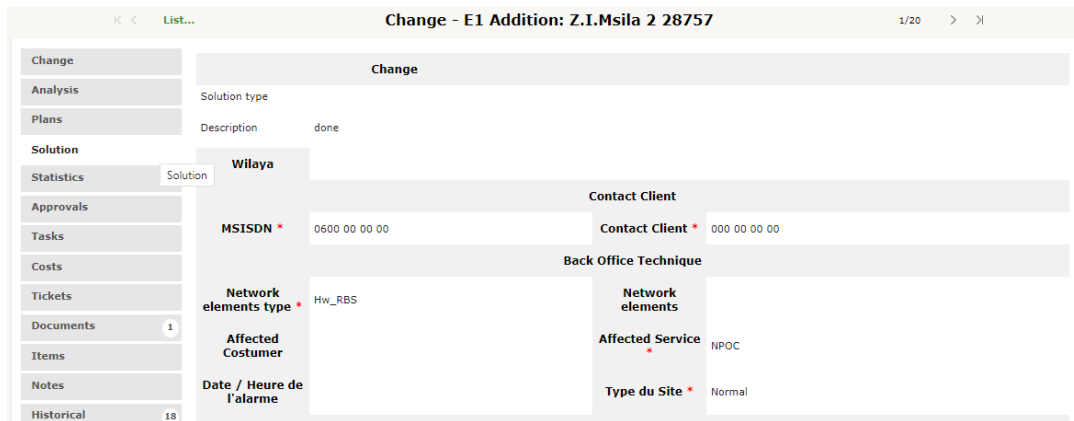 List...
Change - E1 Addition: Z.I.Msila 2 28757
1/20
Change
Analysis
Plans
Solution
Statistics
Approvals
Tasks
Costs
Tickets
Documents 1
Items
Notes
Historical 18
Solution
Change
Solution type
Description done
Wilaya
Contact Client
MSISDN * 0600 00 00 00 Contact Client * 000 00 00 00
Back Office Technique
Network
elements type * Hw_RBS
Network
elements
Affected
Costumer
Affected Service
* NPOC
Date / Heure de
l'alarme
Type du Site * Normal